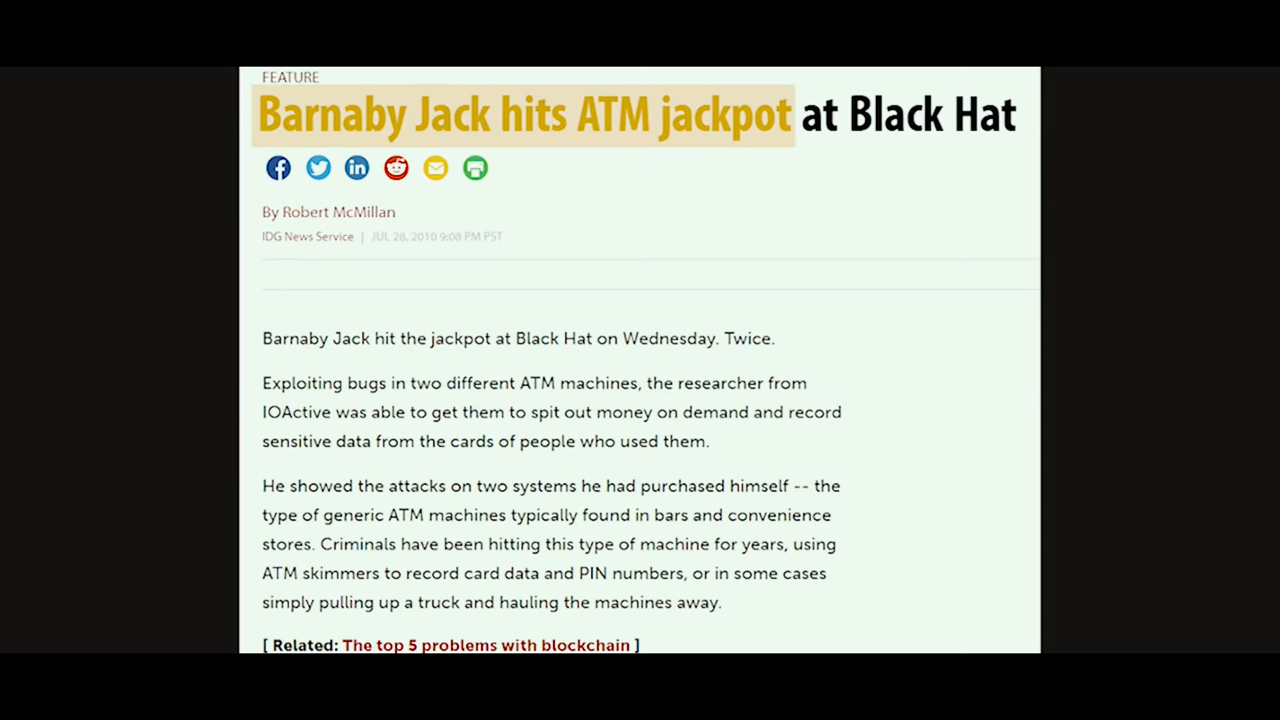 FEATURE
Barnaby Jack hits ATM jackpot at Black Hat
By Robert McMillan
IDG News Service | JUL 28, 2010 9:08 PM PST
Barnaby Jack hit the jackpot at Black Hat on Wednesday. Twice.
Exploiting bugs in two different ATM machines, the researcher from
IOActive was able to get them to spit out money on demand and record
sensitive data from the cards of people who used them.
He showed the attacks on two systems he had purchased himself -- the
type of generic ATM machines typically found in bars and convenience
stores. Criminals have been hitting this type of machine for years, using
ATM skimmers to record card data and PIN numbers, or in some cases
simply pulling up a truck and hauling the machines away.
[ Related: The top 5 problems with blockchain ]